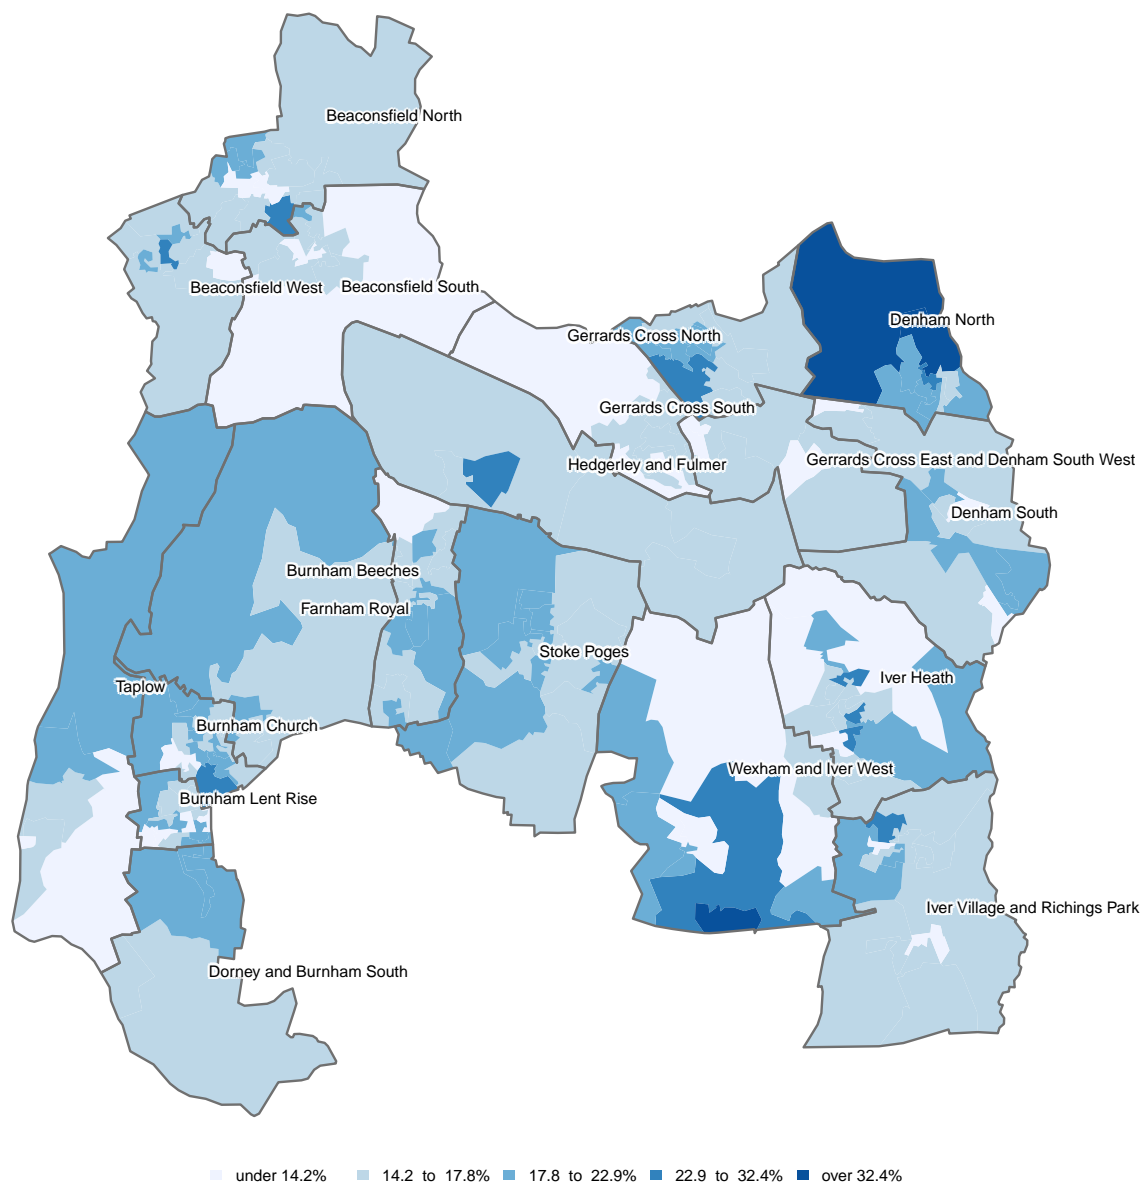 Beaconsfield North
Beaconsfield West
Beaconsfield South
Denham North
Gerrards Cross North
Gerrards Cross South
Hedgerley and Fulmer
Gerrards Cross East and Denham South West
Denham South
Burnham Beeches
Farnham Royal
Stoke Poges
Iver Heath
Taplow
Burnham Church
Wexham and Iver West
Burnham Lent Rise
Iver Village and Richings Park
Dorney and Burnham South
under 14.2% 14.2 to 17.8% 17.8 to 22.9% 22.9 to 32.4% over 32.4%